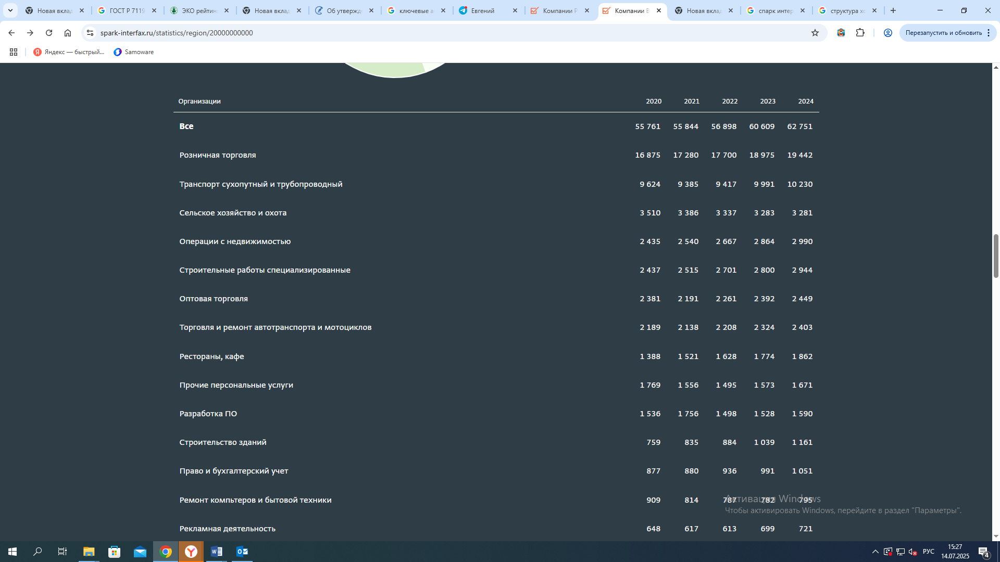 Новая вклад
ГОСТ Р 7119
ЭКО рейтин
Новая вклад
Об утвержде
ключевые а
Евгений
Компании Р
Компании В
Новая вклад
спарк интер
структура хо
spark-interfax.ru/statistics/region/20000000000
Перезапустить и обновить
Яндекс — быстрый...
Samoware
Организации 2020 2021 2022 2023 2024
Все 55 761 55 844 56 898 60 609 62 751
Розничная торговля 16 875 17 280 17 700 18 975 19 442
Транспорт сухопутный и трубопроводный 9 624 9 385 9 417 9 991 10 230
Сельское хозяйство и охота 3 510 3 386 3 337 3 283 3 281
Операции с недвижимостью 2 435 2 540 2 667 2 864 2 990
Строительные работы специализированные 2 437 2 515 2 701 2 800 2 944
Оптовая торговля 2 381 2 191 2 261 2 392 2 449
Торговля и ремонт автотранспорта и мотоциклов 2 189 2 138 2 208 2 324 2 403
Рестораны, кафе 1 388 1 521 1 628 1 774 1 862
Прочие персональные услуги 1 769 1 556 1 495 1 573 1 671
Разработка ПО 1 536 1 756 1 498 1 528 1 590
Строительство зданий 759 835 884 1 039 1 161
Право и бухгалтерский учет 877 880 936 991 1 051
Ремонт компьтеров и бытовой техники 909 814 787 782 795
Активация Windows
Чтобы активировать Windows, перейдите в раздел "Параметры".
Рекламная деятельность 648 617 613 699 721
РУС
15:27
14.07.2025
4